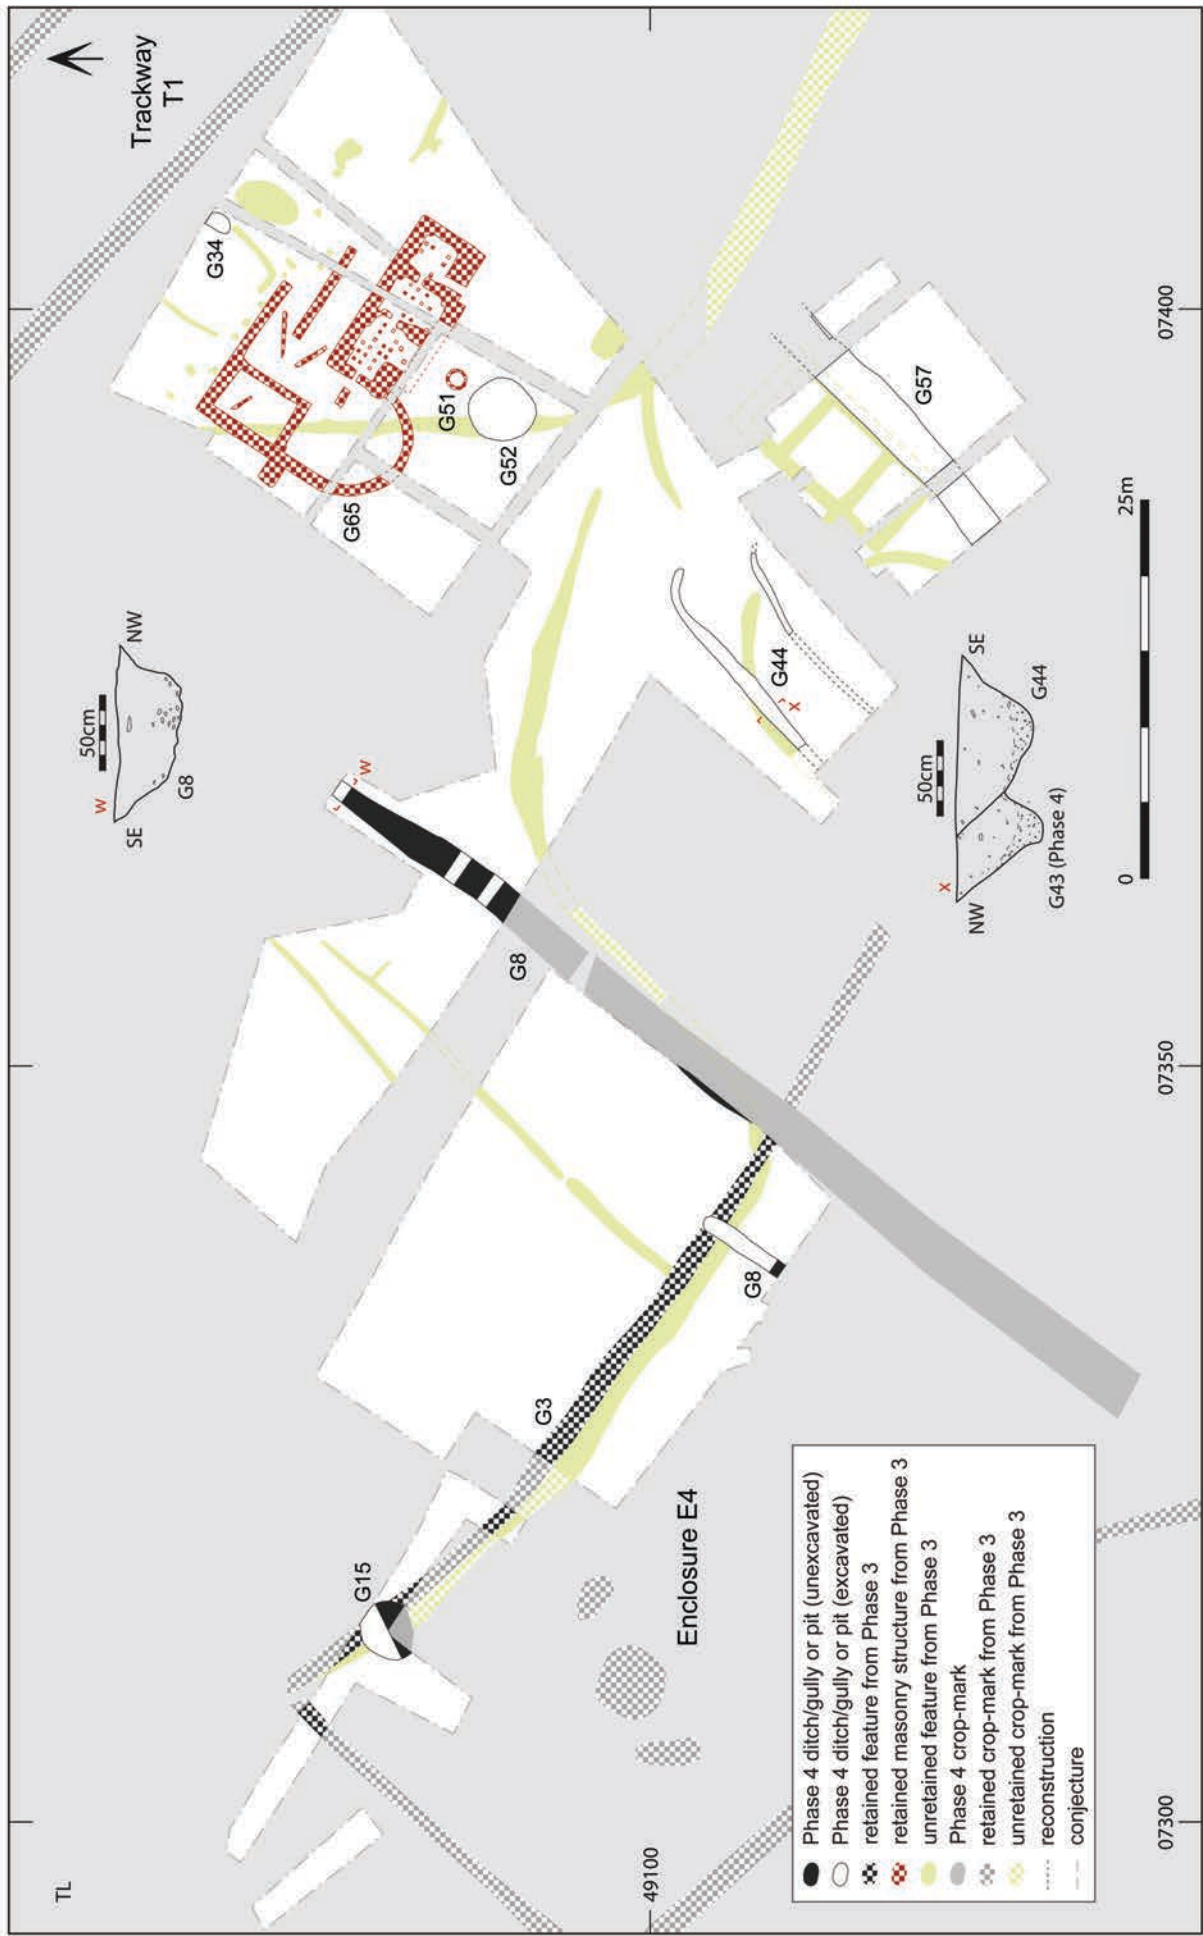 TL
Trackway
T1
G34
G65
G51
G52
G57
G44
x
W
G8
G15
G3
G8
Enclosure E4
W
50cm
SE
NW
G8
x
50cm
NW
SE
G43 (Phase 4)
G44
0
25m
49100
07300
07350
07400
Phase 4 ditch/gully or pit (unexcavated)
Phase 4 ditch/gully or pit (excavated)
retained feature from Phase 3
retained masonry structure from Phase 3
unretained feature from Phase 3
Phase 4 crop-mark
retained crop-mark from Phase 3
unretained crop-mark from Phase 3
reconstruction
conjecture